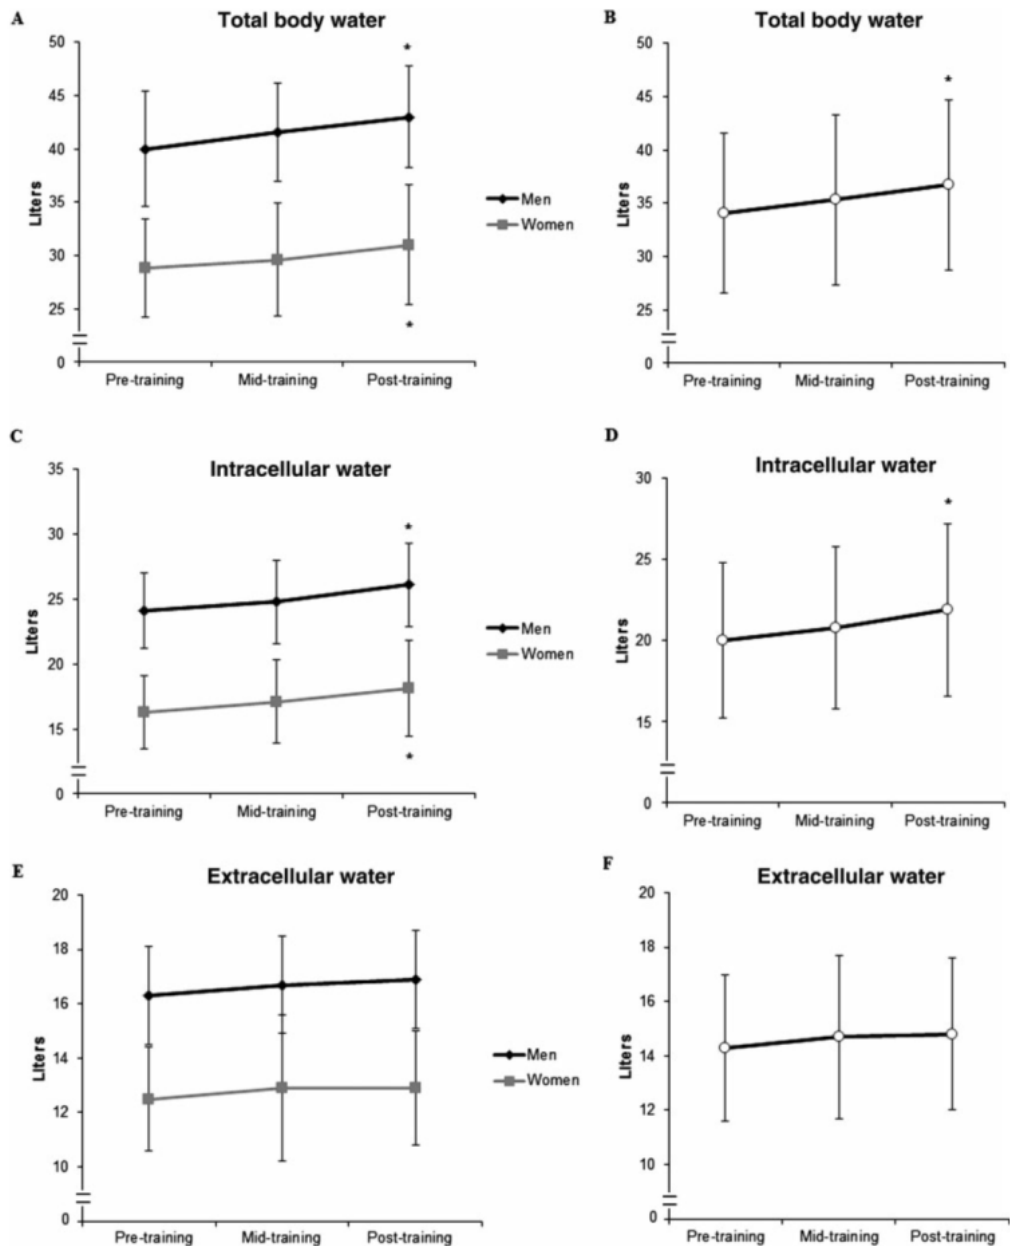 A
Total body water
50
45
40
35
30
25
0
Liters
*
*
Pre-training
Mid-training
Post-training
Men
Women
B
Total body water
50
45
40
35
30
25
0
Liters
*
Pre-training
Mid-training
Post-training
C
Intracellular water
35
30
25
20
15
0
Liters
*
*
Pre-training
Mid-training
Post-training
Men
Women
D
Intracellular water
30
25
20
15
0
Liters
*
Pre-training
Mid-training
Post-training
E
Extracellular water
20
18
16
14
12
10
0
Liters
Pre-training
Mid-training
Post-training
Men
Women
F
Extracellular water
20
18
16
14
12
10
0
Liters
Pre-training
Mid-training
Post-training